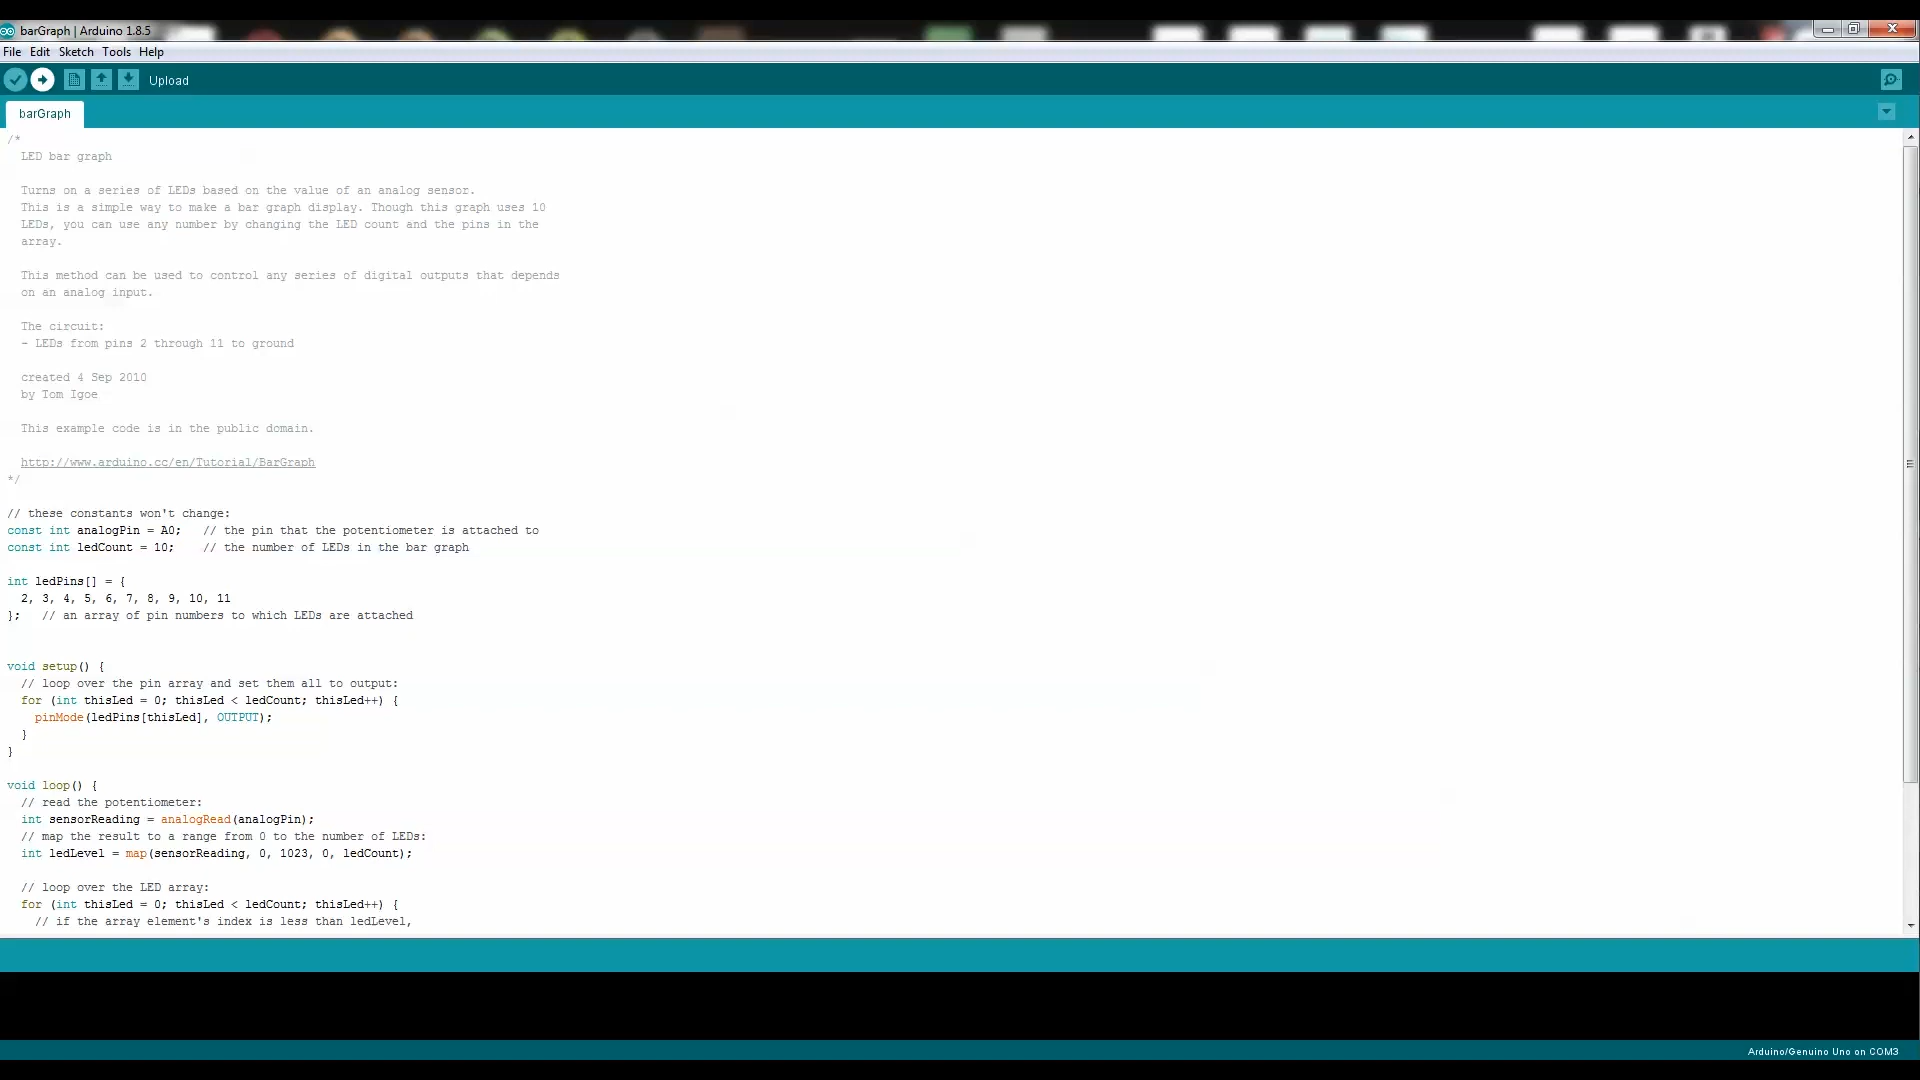 barGraph | Arduino 1.8.5
File Edit Sketch Tools Help
Upload
barGraph
/*
LED bar graph
Turns on a series of LEDs based on the value of an analog sensor.
This is a simple way to make a bar graph display. Though this graph uses 10
LEDs, you can use any number by changing the LED count and the pins in the
array.
This method can be used to control any series of digital outputs that depends
on an analog input.
The circuit:
- LEDs from pins 2 through 11 to ground
created 4 Sep 2010
by Tom Igoe
This example code is in the public domain.
http://www.arduino.cc/en/Tutorial/BarGraph
*/
// these constants won't change:
const int analogPin = A0;   // the pin that the potentiometer is attached to
const int ledCount = 10;    // the number of LEDs in the bar graph
int ledPins[] = {
2, 3, 4, 5, 6, 7, 8, 9, 10, 11
};   // an array of pin numbers to which LEDs are attached
void setup() {
// loop over the pin array and set them all to output:
for (int thisLed = 0; thisLed < ledCount; thisLed++) {
pinMode(ledPins[thisLed], OUTPUT);
}
}
void loop() {
// read the potentiometer:
int sensorReading = analogRead(analogPin);
// map the result to a range from 0 to the number of LEDs:
int ledLevel = map(sensorReading, 0, 1023, 0, ledCount);
// loop over the LED array:
for (int thisLed = 0; thisLed < ledCount; thisLed++) {
// if the array element's index is less than ledLevel,
Arduino/Genuino Uno on COM3